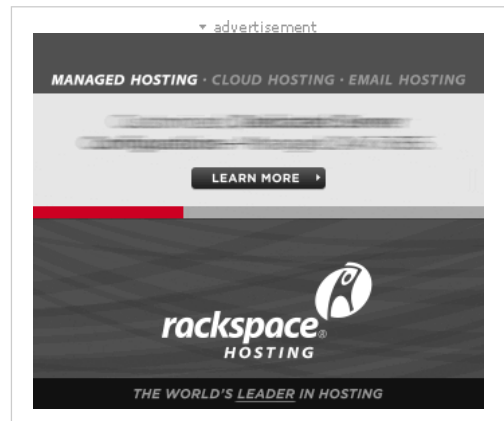 advertisement
MANAGED HOSTING · CLOUD HOSTING · EMAIL HOSTING
LEARN MORE
rackspace®
HOSTING
THE WORLD'S LEADER IN HOSTING